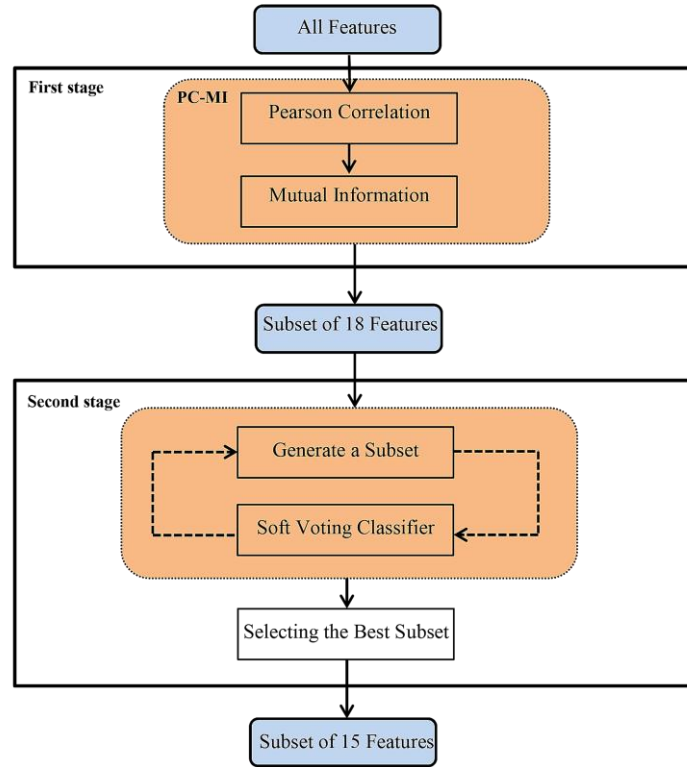 All Features
First stage
PC-MI
Pearson Correlation
Mutual Information
Subset of 18 Features
Second stage
Generate a Subset
Soft Voting Classifier
Selecting the Best Subset
Subset of 15 Features